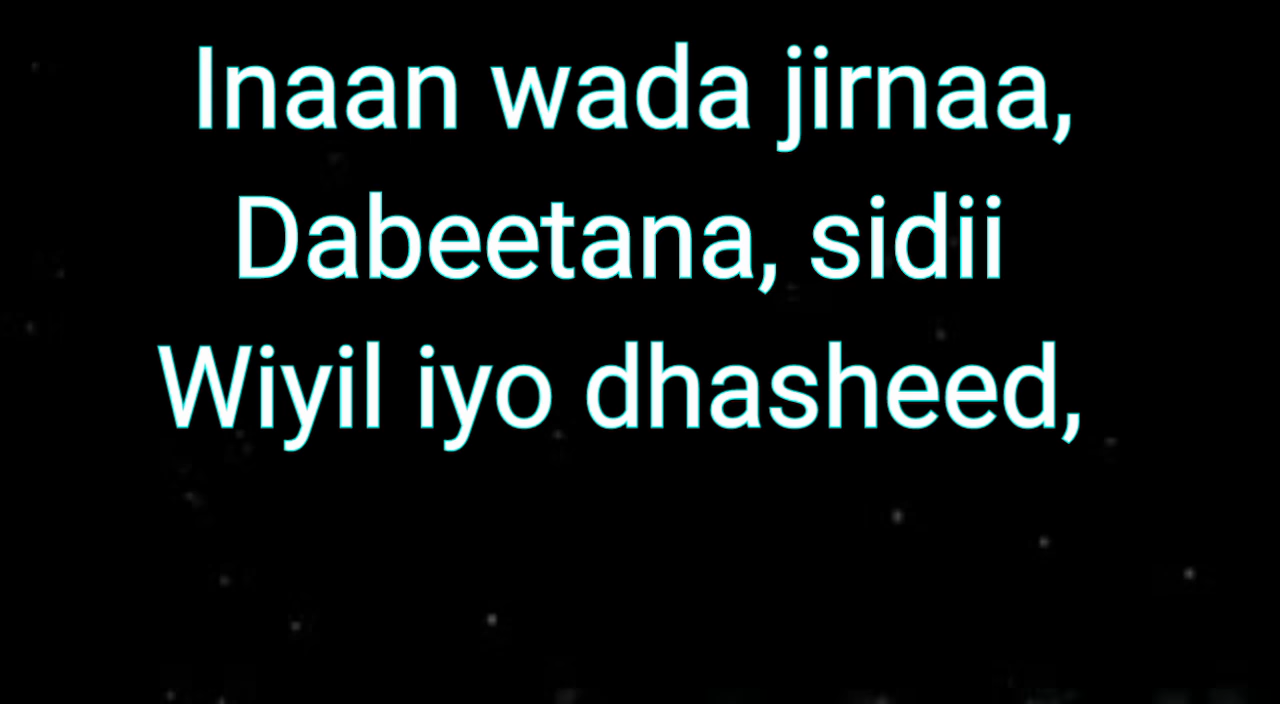 Inaan wada jirnaa,
Dabeetana, sidii
Wiyil iyo dhasheed,